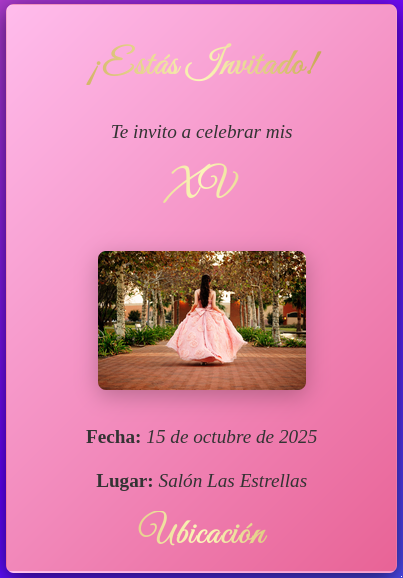 ¡Estás Invitado!
Te invito a celebrar mis
XV
Fecha: 15 de octubre de 2025
Lugar: Salón Las Estrellas
Ubicación